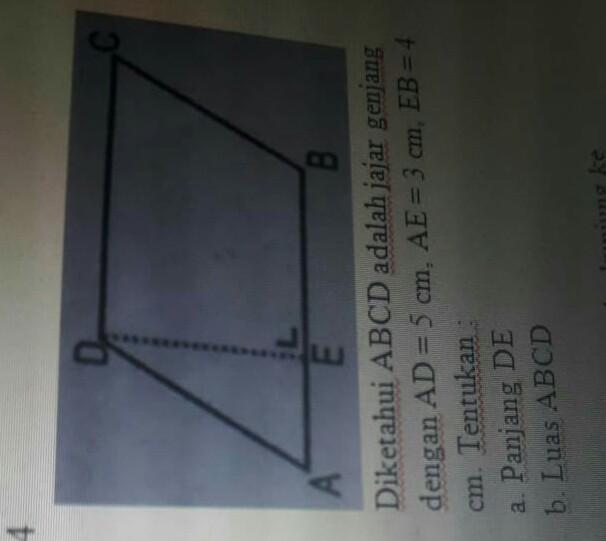 4
D
C
A
E
B
Diketahui ABCD adalah jajar genjang
dengan AD = 5 cm, AE = 3 cm, EB = 4
cm. Tentukan :
a. Panjang DE
b. Luas ABCD